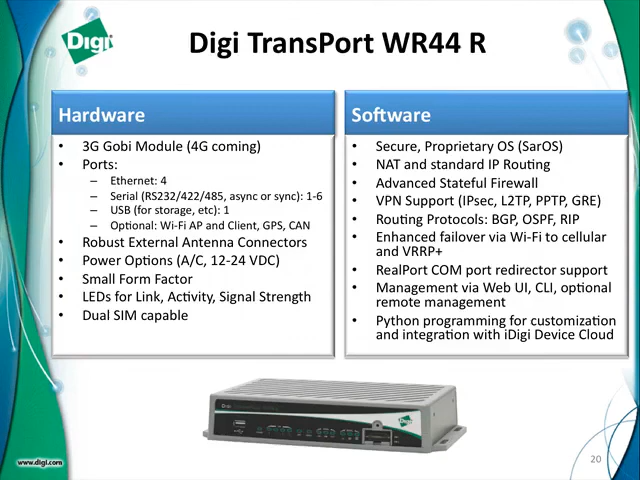 Digi
Digi TransPort WR44 R
Hardware
• 3G Gobi Module (4G coming)
• Ports:
– Ethernet: 4
– Serial (RS232/422/485, async or sync): 1-6
– USB (for storage, etc): 1
– Optional: Wi-Fi AP and Client, GPS, CAN
• Robust External Antenna Connectors
• Power Options (A/C, 12-24 VDC)
• Small Form Factor
• LEDs for Link, Activity, Signal Strength
• Dual SIM capable
Software
• Secure, Proprietary OS (SarOS)
• NAT and standard IP Routing
• Advanced Stateful Firewall
• VPN Support (IPsec, L2TP, PPTP, GRE)
• Routing Protocols: BGP, OSPF, RIP
• Enhanced failover via Wi-Fi to cellular
and VRRP+
• RealPort COM port redirector support
• Management via Web UI, CLI, optional
remote management
• Python programming for customization
and integration with iDigi Device Cloud
Digi
Digi
www.digi.com
20